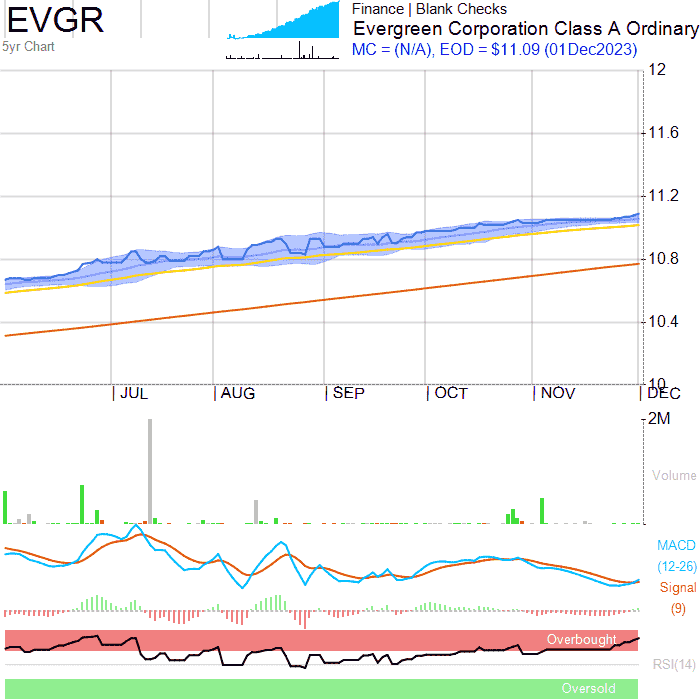 EVGR
5yr Chart
Finance | Blank Checks
Evergreen Corporation Class A Ordinary
MC = (N/A), EOD = $11.09 (01Dec2023)
12
11.6
11.2
10.8
10.4
10
JUL AUG SEP OCT NOV DEC
2M
Volume
MACD
(12-26)
Signal
(9)
Overbought
RSI(14)
Oversold